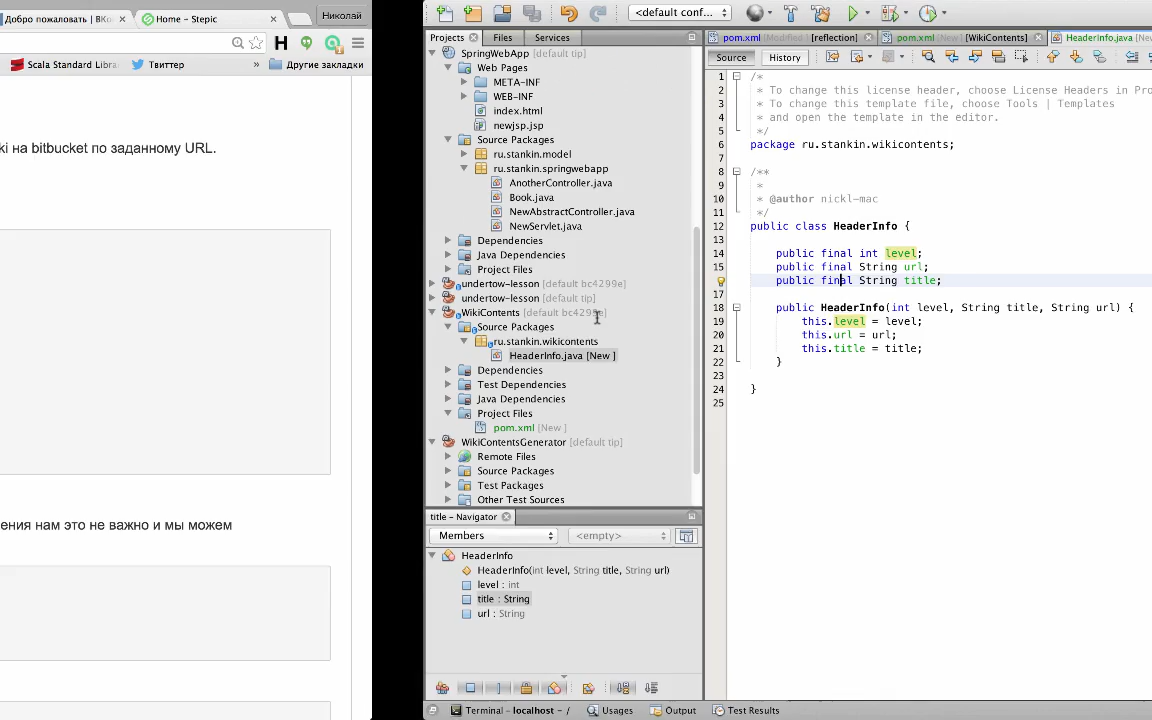 Добро пожаловать | ВКо
Home - Stepic
Николай
Scala Standard Libra
Твиттер
»
Другие закладки
ki на bitbucket по заданному URL.
ения нам это не важно и мы можем
<default conf...
Projects
Files
Services
SpringWebApp [default tip]
Web Pages
META-INF
WEB-INF
index.html
newjsp.jsp
Source Packages
ru.stankin.model
ru.stankin.springwebapp
AnotherController.java
Book.java
NewAbstractController.java
NewServlet.java
Dependencies
Java Dependencies
Project Files
undertow-lesson [default bc4299e]
undertow-lesson [default tip]
WikiContents [default bc4299e]
Source Packages
ru.stankin.wikicontents
HeaderInfo.java [New ]
Dependencies
Test Dependencies
Java Dependencies
Project Files
pom.xml [New ]
WikiContentsGenerator [default tip]
Remote Files
Source Packages
Test Packages
Other Test Sources
title - Navigator
Members
<empty>
HeaderInfo
HeaderInfo(int level, String title, String url)
level : int
title : String
url : String
pom.xml [Modified ] [reflection]
pom.xml [New ] [WikiContents]
HeaderInfo.java [New
Source
History
1 /*
2 * To change this license header, choose License Headers in Pro
3 * To change this template file, choose Tools | Templates
4 * and open the template in the editor.
5 */
6 package ru.stankin.wikicontents;
7
8 /**
9 *
10 * @author nickl-mac
11 */
12 public class HeaderInfo {
13
14 public final int level;
15 public final String url;
public final String title;
17
18 public HeaderInfo(int level, String title, String url) {
19 this.level = level;
20 this.url = url;
21 this.title = title;
22 }
23
24 }
25
Terminal - localhost - /
Usages
Output
Test Results